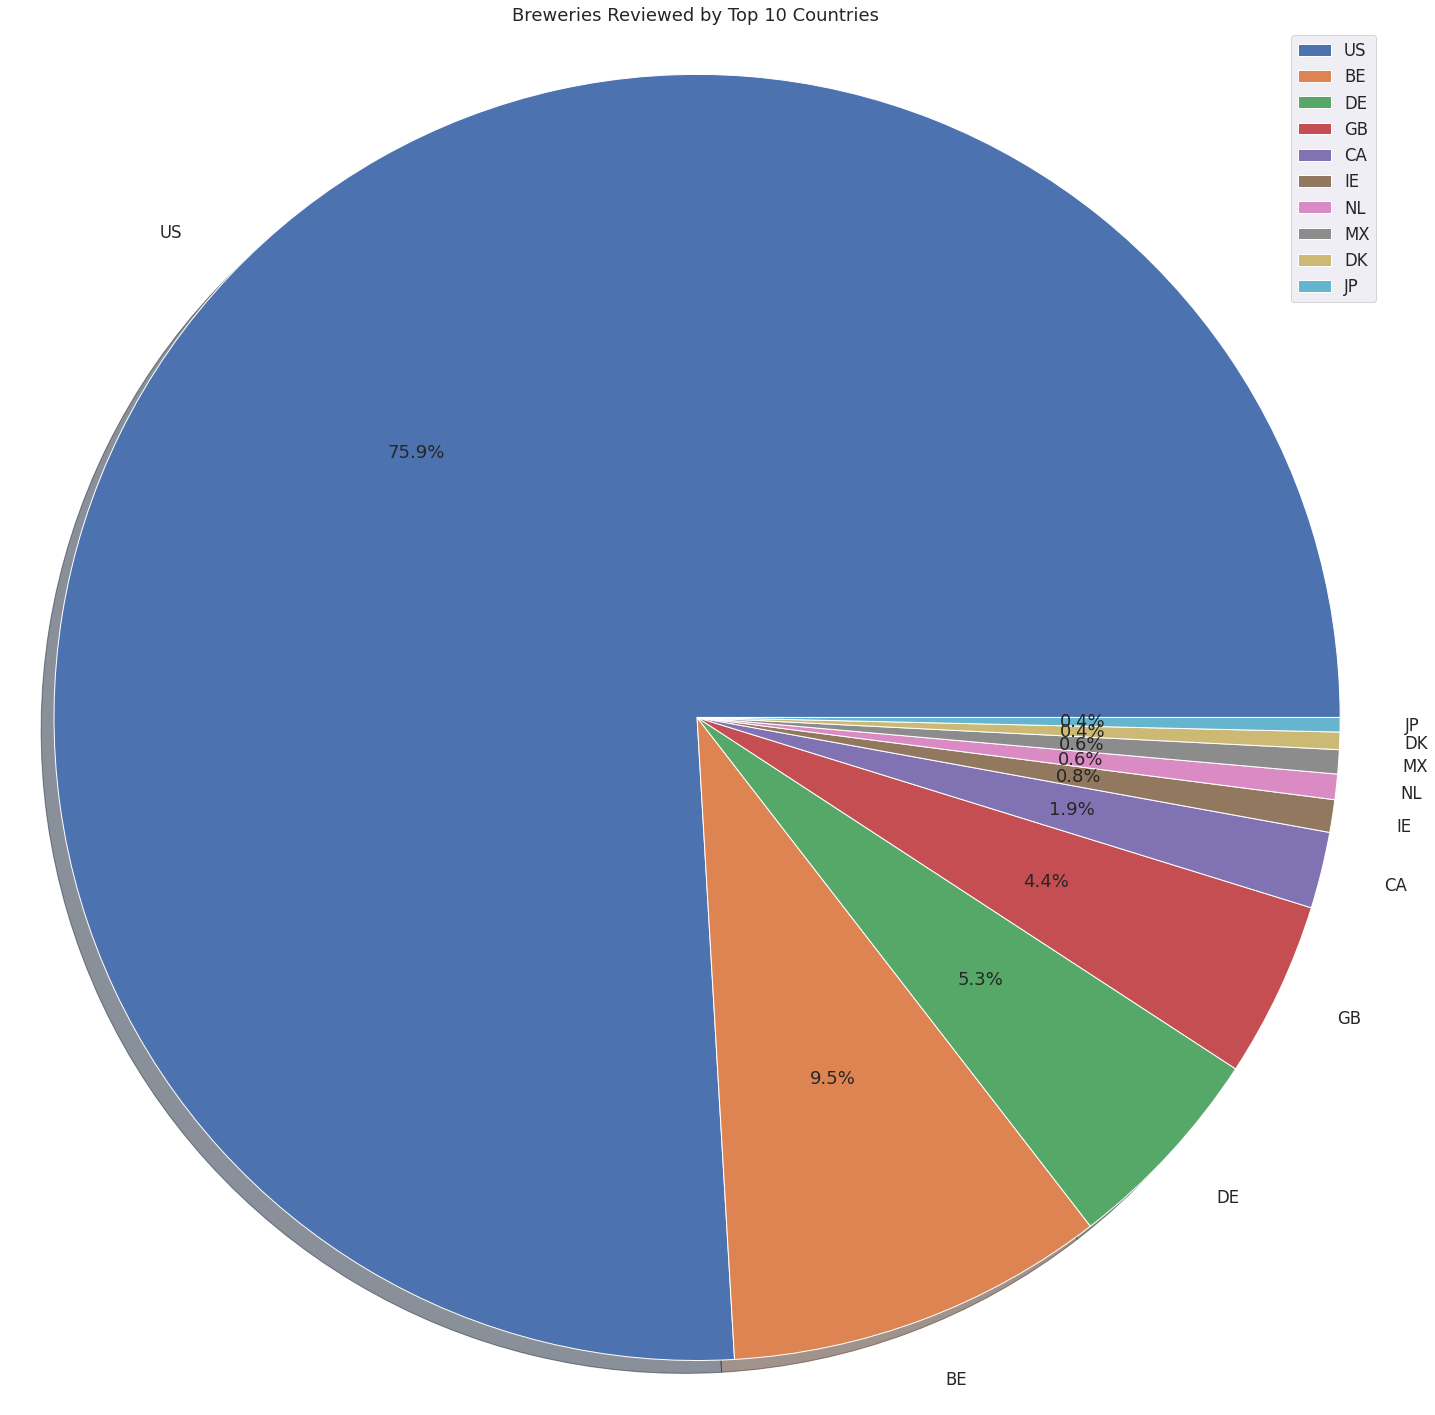 Breweries Reviewed by Top 10 Countries
US
BE
DE
GB
CA
IE
NL
MX
DK
JP
US
75.9%
0.4%
JP
0.4%
DK
0.6%
MX
0.6%
NL
0.8%
IE
1.9%
CA
4.4%
GB
5.3%
DE
9.5%
BE